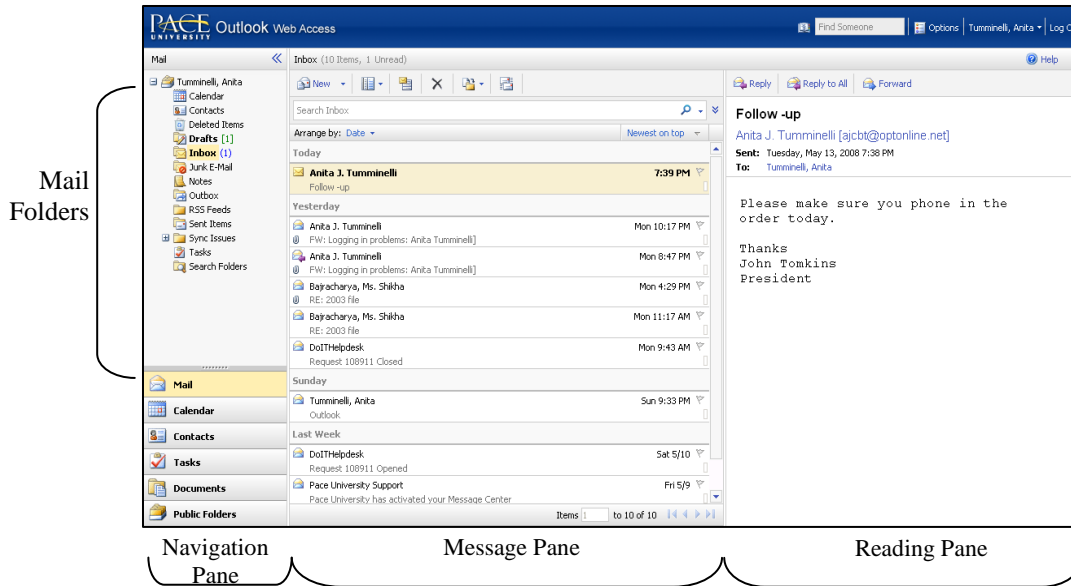 PACE UNIVERSITY Outlook Web Access
Find Someone Options Tumminelli, Anita Log O
Mail
Inbox (10 Items, 1 Unread)
Help
Mail
Folders
Tumminelli, Anita
Calendar
Contacts
Deleted Items
Drafts [1]
Inbox (1)
Junk E-Mail
Notes
Outbox
RSS Feeds
Sent Items
Sync Issues
Tasks
Search Folders
Mail
Calendar
Contacts
Tasks
Documents
Public Folders
New
Search Inbox
Arrange by: Date Newest on top
Today
Anita J. Tumminelli 7:39 PM
Follow -up
Yesterday
Anita J. Tumminelli Mon 10:17 PM
FW: Logging in problems: Anita Tumminelli]
Anita J. Tumminelli Mon 8:47 PM
FW: Logging in problems: Anita Tumminelli]
Bajracharya, Ms. Shikha Mon 4:29 PM
RE: 2003 file
Bajracharya, Ms. Shikha Mon 11:17 AM
RE: 2003 file
DoITHelpdesk Mon 9:43 AM
Request 108911 Closed
Sunday
Tumminelli, Anita Sun 9:33 PM
Outlook
Last Week
DoITHelpdesk Sat 5/10
Request 108911 Opened
Pace University Support Fri 5/9
Pace University has activated your Message Center
Items 1 to 10 of 10
Reply Reply to All Forward
Follow -up
Anita J. Tumminelli [ajcbt@optonline.net]
Sent: Tuesday, May 13, 2008 7:38 PM
To: Tumminelli, Anita
Please make sure you phone in the
order today.
Thanks
John Tomkins
President
Navigation
Pane
Message Pane
Reading Pane